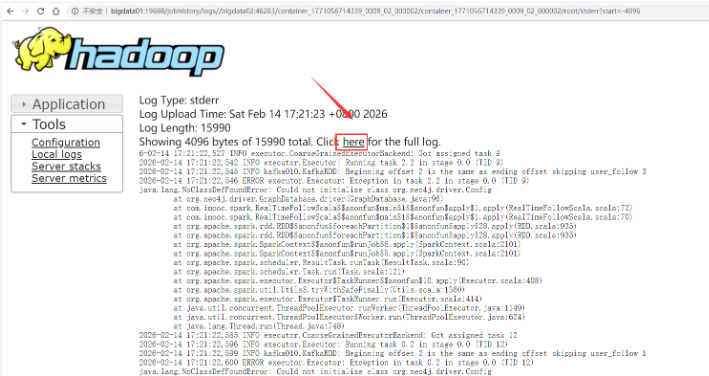 不安全 | bigdata01:19888/jobhistory/logs//bigdata02:46283/container_1771056714339_0009_02_000002/container_1771056714339_0009_02_000002/root/stderr?start=-4096
hadoop
Application
Tools
Configuration
Local logs
Server stacks
Server metrics
Log Type: stderr
Log Upload Time: Sat Feb 14 17:21:23 +0800 2026
Log Length: 15990
Showing 4096 bytes of 15990 total. Click here for the full log.
6-02-14 17:21:22,527 INFO executor.CoarseGrainedExecutorBackend: Got assigned task 9
2026-02-14 17:21:22,542 INFO executor.Executor: Running task 2.2 in stage 0.0 (TID 9)
2026-02-14 17:21:22,545 INFO kafka010.KafkaRDD: Beginning offset 2 is the same as ending offset skipping user_follow 3
2026-02-14 17:21:22,546 ERROR executor.Executor: Exception in task 2.2 in stage 0.0 (TID 9)
java.lang.NoClassDefFoundError: Could not initialize class org.neo4j.driver.Config
at org.neo4j.driver.GraphDatabase.driver(GraphDatabase.java:96)
at com.imooc.spark.RealTimeFollowScala$$anonfun$main$1$$anonfun$apply$1.apply(RealTimeFollowScala.scala:72)
at com.imooc.spark.RealTimeFollowScala$$anonfun$main$1$$anonfun$apply$1.apply(RealTimeFollowScala.scala:70)
at org.apache.spark.rdd.RDD$$anonfun$foreachPartition$1$$anonfun$apply$28.apply(RDD.scala:935)
at org.apache.spark.rdd.RDD$$anonfun$foreachPartition$1$$anonfun$apply$28.apply(RDD.scala:935)
at org.apache.spark.SparkContext$$anonfun$runJob$5.apply(SparkContext.scala:2101)
at org.apache.spark.SparkContext$$anonfun$runJob$5.apply(SparkContext.scala:2101)
at org.apache.spark.scheduler.ResultTask.runTask(ResultTask.scala:90)
at org.apache.spark.scheduler.Task.run(Task.scala:121)
at org.apache.spark.executor.Executor$TaskRunner$$anonfun$10.apply(Executor.scala:408)
at org.apache.spark.util.Utils$.tryWithSafeFinally(Utils.scala:1360)
at org.apache.spark.executor.Executor$TaskRunner.run(Executor.scala:414)
at java.util.concurrent.ThreadPoolExecutor.runWorker(ThreadPoolExecutor.java:1149)
at java.util.concurrent.ThreadPoolExecutor$Worker.run(ThreadPoolExecutor.java:624)
at java.lang.Thread.run(Thread.java:748)
2026-02-14 17:21:22,585 INFO executor.CoarseGrainedExecutorBackend: Got assigned task 12
2026-02-14 17:21:22,596 INFO executor.Executor: Running task 0.2 in stage 0.0 (TID 12)
2026-02-14 17:21:22,599 INFO kafka010.KafkaRDD: Beginning offset 2 is the same as ending offset skipping user_follow 1
2026-02-14 17:21:22,600 ERROR executor.Executor: Exception in task 0.2 in stage 0.0 (TID 12)
java.lang.NoClassDefFoundError: Could not initialize class org.neo4j.driver.Config